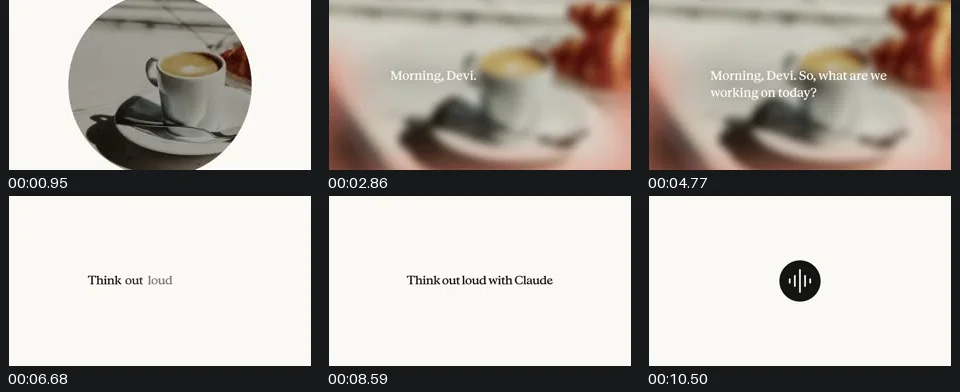 00:00.95
Morning, Devi.
00:02.86
Morning, Devi. So, what are we
working on today?
00:04.77
Think out loud
00:06.68
Think out loud with Claude
00:08.59
00:10.50